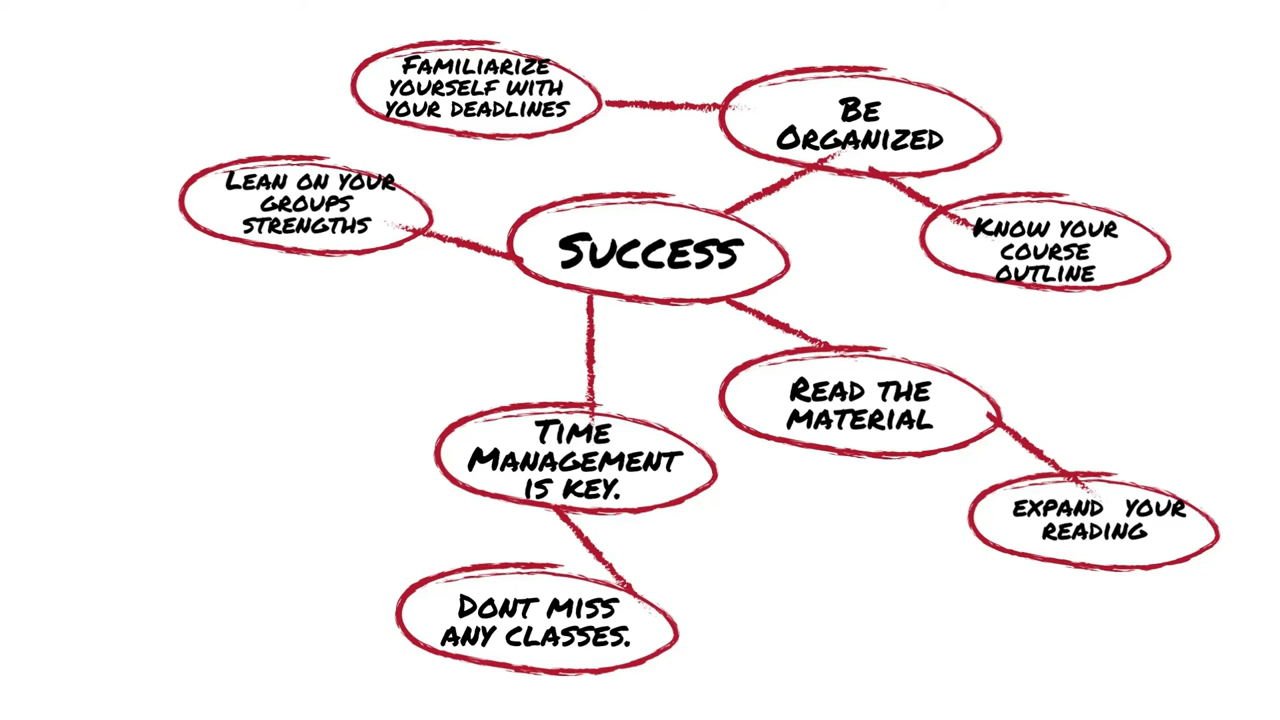 Familiarize
yourself with
your deadlines
Be
Organized
Lean on your
groups
strengths
Success
Know your
course
outline
Read the
material
Time
Management
is key.
expand your
reading
Dont miss
any classes.